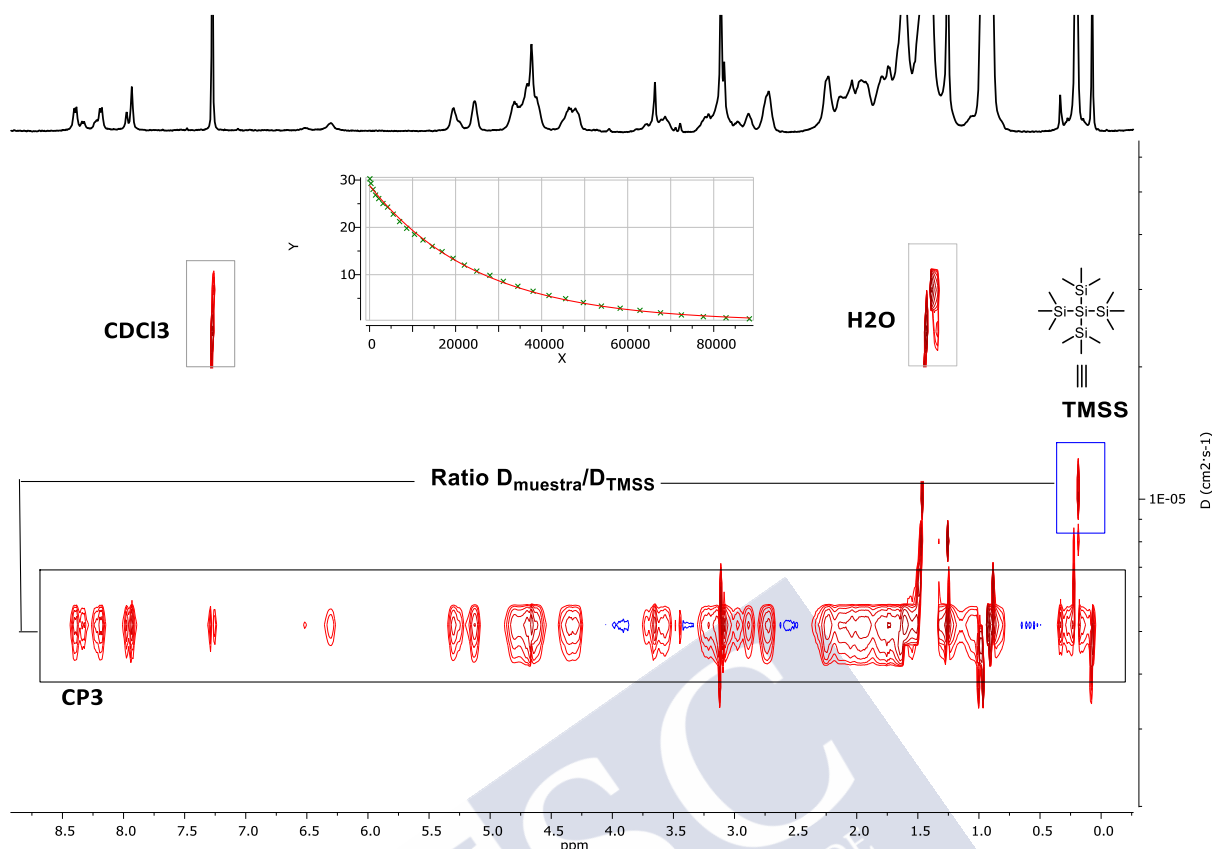 30
20
10
Y
0 20000 40000 60000 80000
X
CDCl3
H2O
Si
Si Si Si
Si
TMSS
Ratio Dmuestra/DTMSS
1E-05
D (cm2·s-1)
CP3
8.5 8.0 7.5 7.0 6.5 6.0 5.5 5.0 4.5 4.0 3.5 3.0 2.5 2.0 1.5 1.0 0.5 0.0
ppm